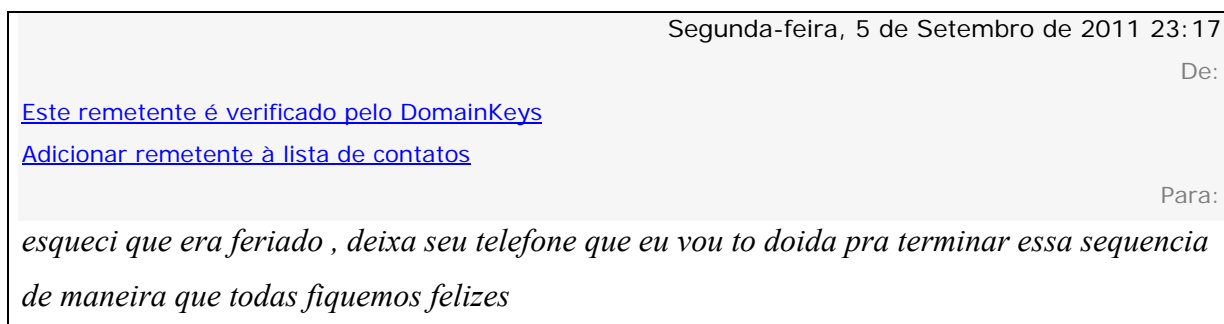 Segunda-feira, 5 de Setembro de 2011 23:17
De:
Este remetente é verificado pelo DomainKeys
Adicionar remetente à lista de contatos
Para:
esqueci que era feriado , deixa seu telefone que eu vou to doida pra terminar essa sequencia
de maneira que todas fiquemos felizes